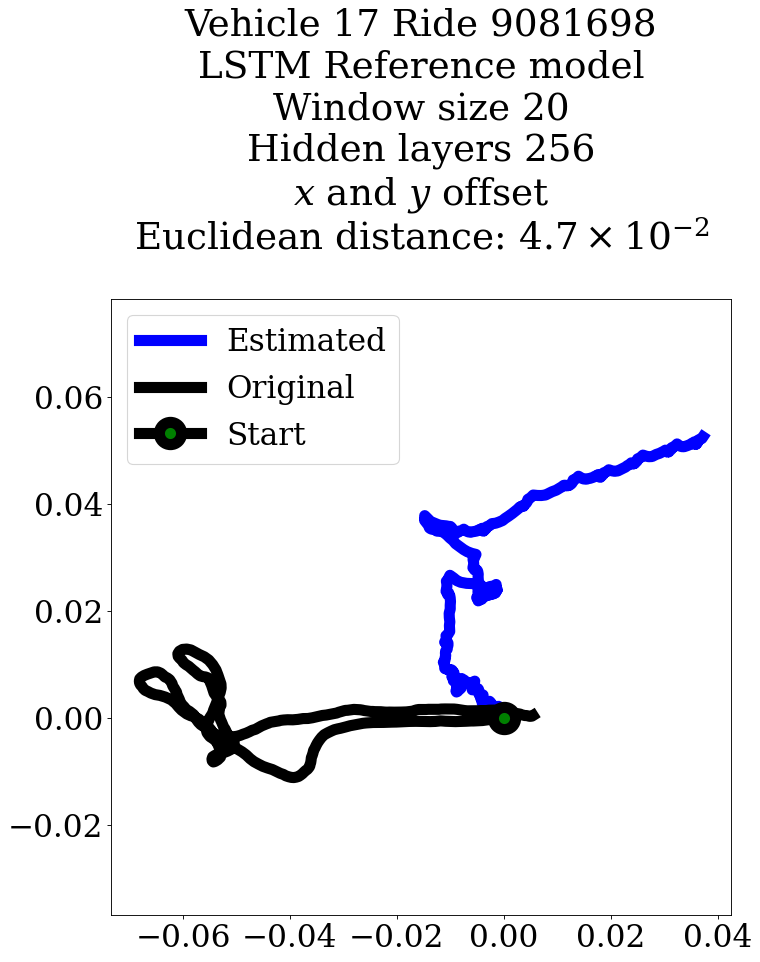 Vehicle 17 Ride 9081698
LSTM Reference model
Window size 20
Hidden layers 256
x and y offset
Euclidean distance: 4.7 × 10⁻²
Estimated
Original
Start
0.06
0.04
0.02
0.00
−0.02
−0.06 −0.04 −0.02 0.00 0.02 0.04